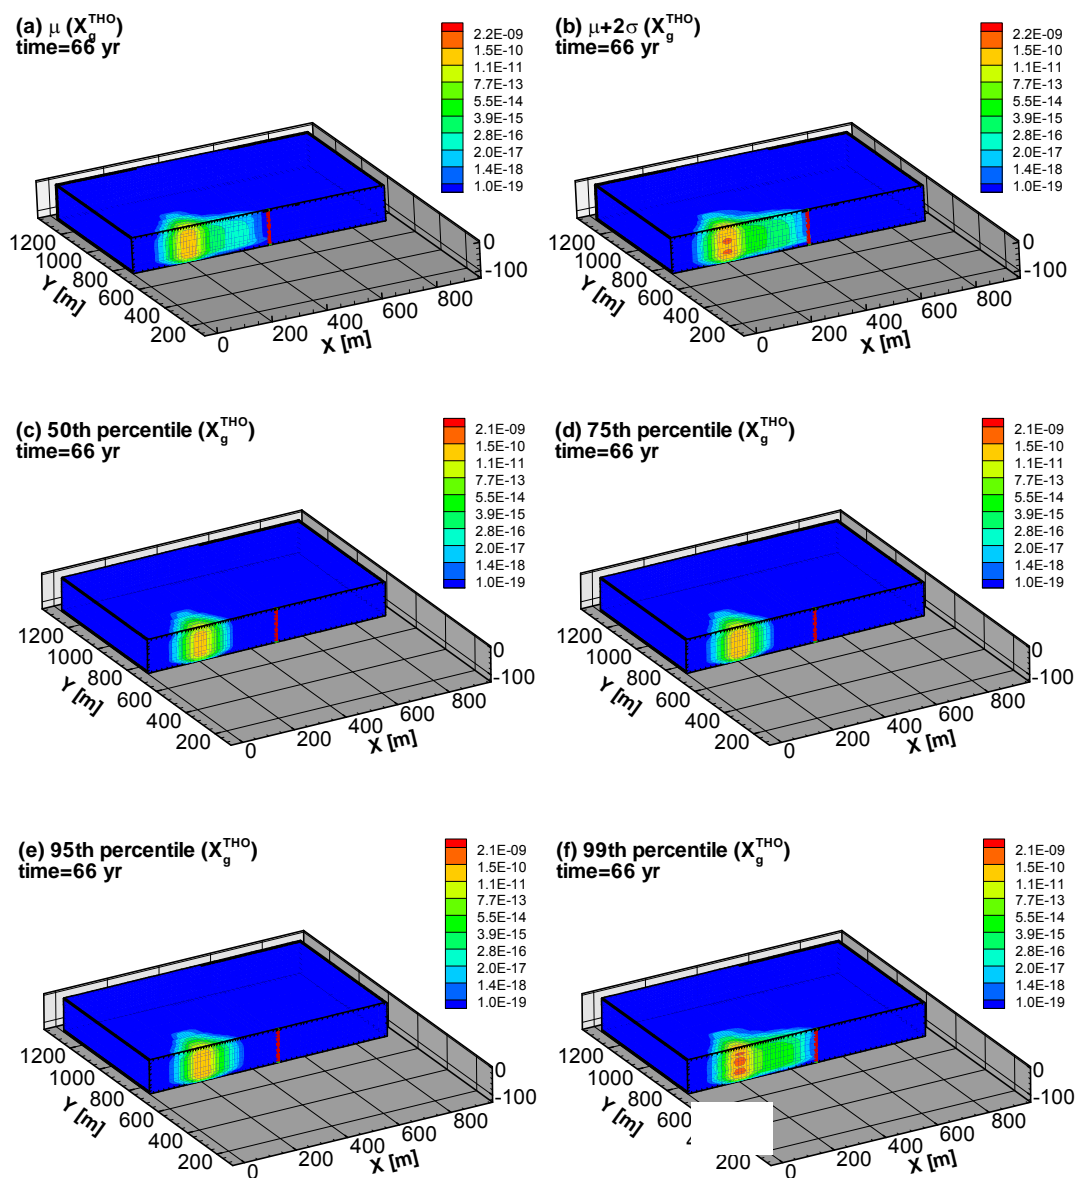 (a) μ (X_g^THO)
time=66 yr
2.2E-09
1.5E-10
1.1E-11
7.7E-13
5.5E-14
3.9E-15
2.8E-16
2.0E-17
1.4E-18
1.0E-19
1200
1000
800
600
400
200
Y [m]
0
200
400
600
800
X [m]
0
-100
(b) μ+2σ (X_g^THO)
time=66 yr
2.2E-09
1.5E-10
1.1E-11
7.7E-13
5.5E-14
3.9E-15
2.8E-16
2.0E-17
1.4E-18
1.0E-19
1200
1000
800
600
400
200
Y [m]
0
200
400
600
800
X [m]
0
-100
(c) 50th percentile (X_g^THO)
time=66 yr
2.1E-09
1.5E-10
1.1E-11
7.7E-13
5.5E-14
3.9E-15
2.8E-16
2.0E-17
1.4E-18
1.0E-19
1200
1000
800
600
400
200
Y [m]
0
200
400
600
800
X [m]
0
-100
(d) 75th percentile (X_g^THO)
time=66 yr
2.1E-09
1.5E-10
1.1E-11
7.7E-13
5.5E-14
3.9E-15
2.8E-16
2.0E-17
1.4E-18
1.0E-19
1200
1000
800
600
400
200
Y [m]
0
200
400
600
800
X [m]
0
-100
(e) 95th percentile (X_g^THO)
time=66 yr
2.1E-09
1.5E-10
1.1E-11
7.7E-13
5.5E-14
3.9E-15
2.8E-16
2.0E-17
1.4E-18
1.0E-19
1200
1000
800
600
400
200
Y [m]
0
200
400
600
800
X [m]
0
-100
(f) 99th percentile (X_g^THO)
time=66 yr
2.1E-09
1.5E-10
1.1E-11
7.7E-13
5.5E-14
3.9E-15
2.8E-16
2.0E-17
1.4E-18
1.0E-19
1200
1000
800
600
200
Y [m]
0
200
400
600
800
X [m]
0
-100